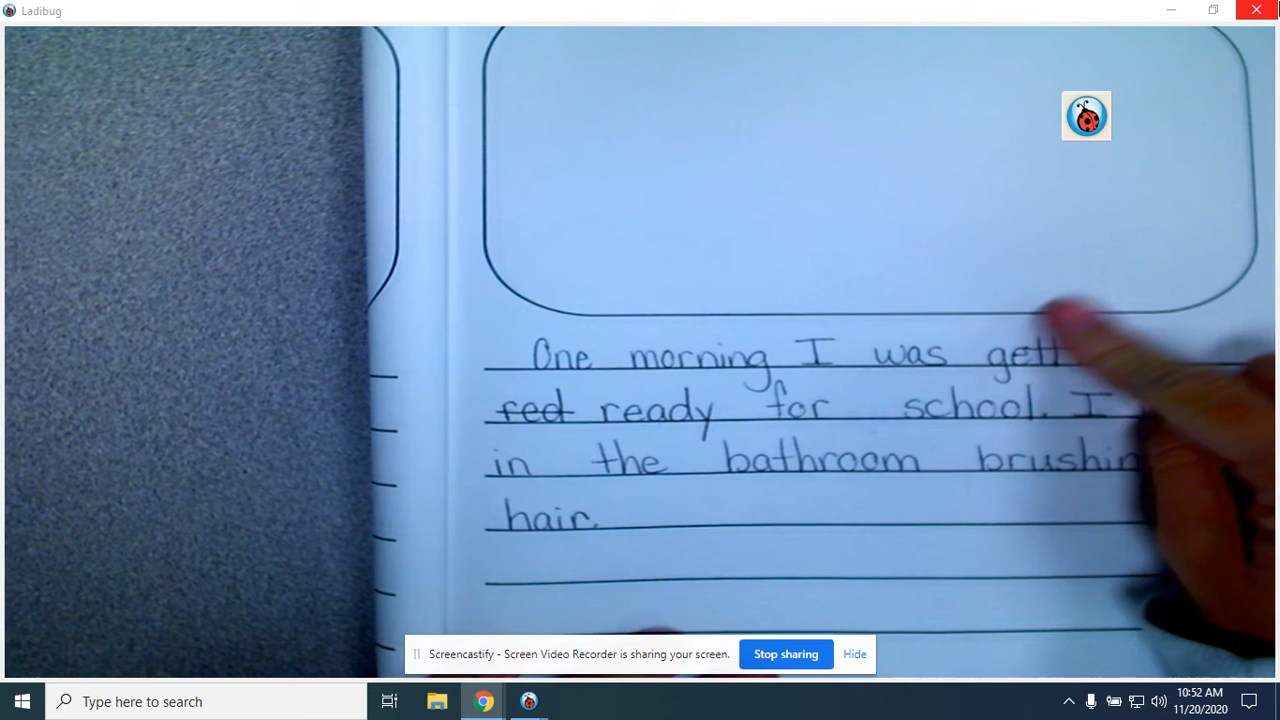 Ladibug
One morning I was gett
red ready for school. I
in the bathroom brushin
hair.
Screencastify - Screen Video Recorder is sharing your screen.
Stop sharing
Hide
Type here to search
10:52 AM
11/20/2020